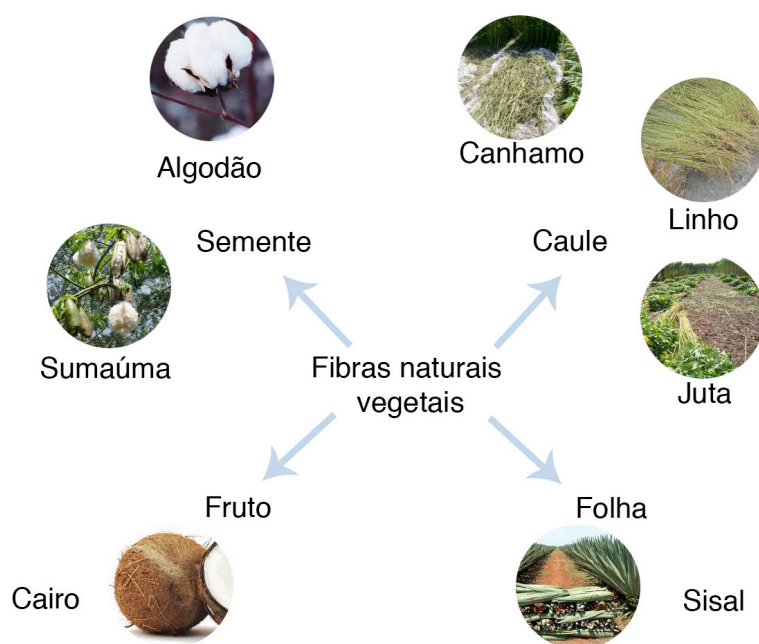 Algodão
Canhamo
Linho
Semente
Caule
Sumaúma
Fibras naturais
vegetais
Juta
Fruto
Folha
Cairo
Sisal